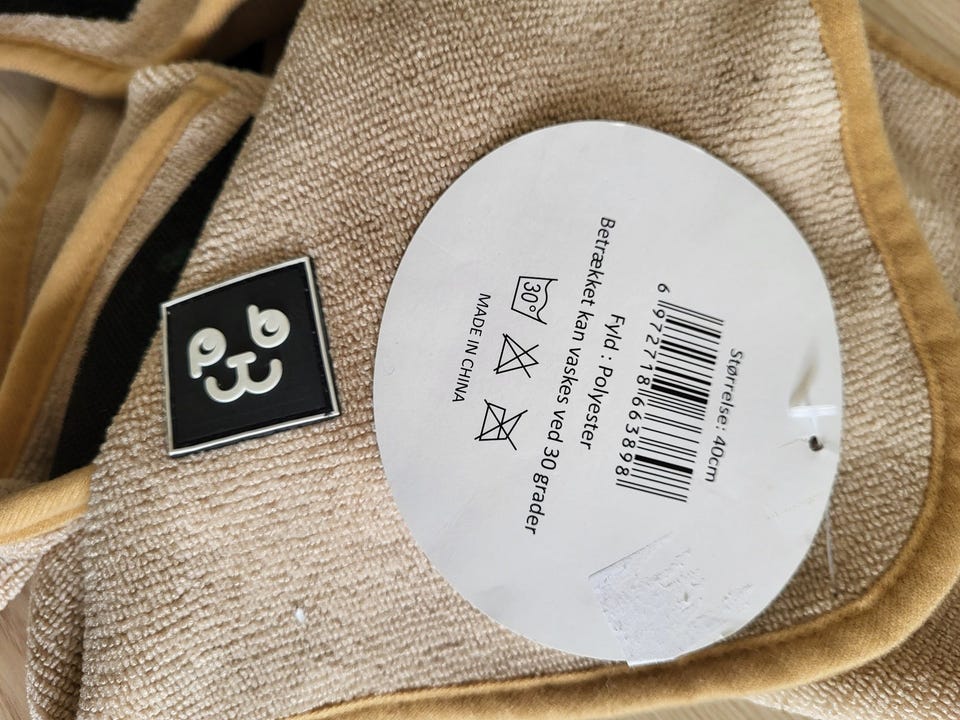 Størrelse: 40cm
6 972718 663898
Fyld : Polyester
Betrækket kan vaskes ved 30 grader
30°
MADE IN CHINA